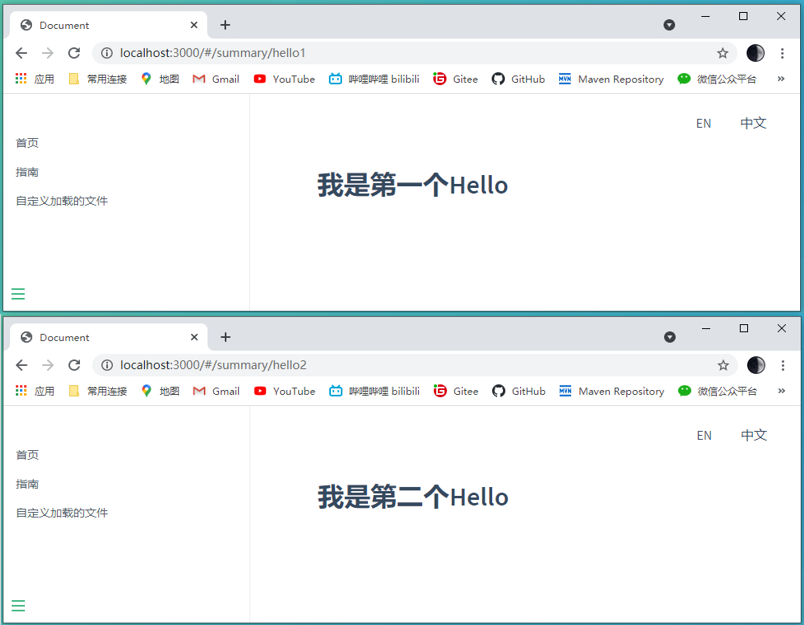 Document
localhost:3000/#/summary/hello1
应用 常用连接 地图 Gmail YouTube 哔哩哔哩 bilibili Gitee GitHub Maven Repository 微信公众平台 »
EN 中文
首页
指南
自定义加载的文件
我是第一个Hello
Document
localhost:3000/#/summary/hello2
应用 常用连接 地图 Gmail YouTube 哔哩哔哩 bilibili Gitee GitHub Maven Repository 微信公众平台 »
EN 中文
首页
指南
自定义加载的文件
我是第二个Hello